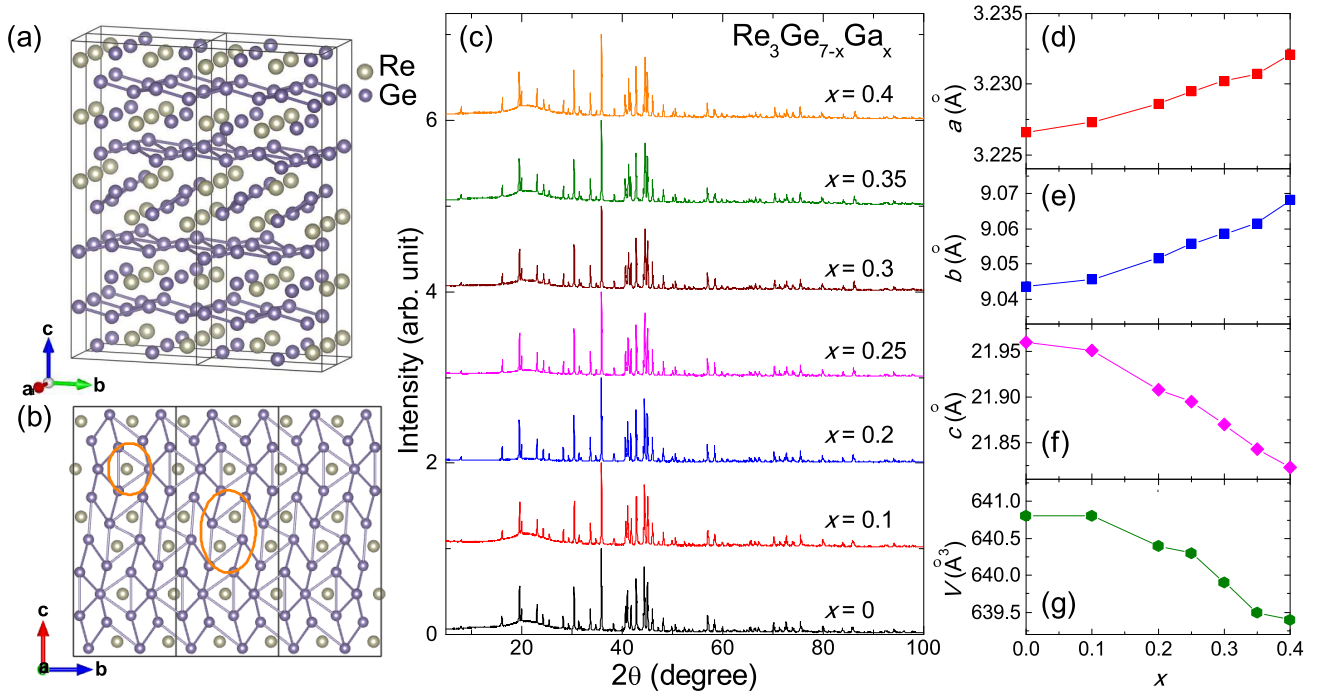 (a)
Re
Ge
c
a
b
(b)
c
a
b
(c)
Re3Ge7-xGax
x = 0.4
x = 0.35
x = 0.3
x = 0.25
x = 0.2
x = 0.1
x = 0
Intensity (arb. unit)
6
4
2
0
20
40
60
80
100
2θ (degree)
(d)
a (Å)
3.235
3.230
3.225
(e)
b (Å)
9.07
9.06
9.05
9.04
(f)
c (Å)
21.95
21.90
21.85
(g)
V (Å3)
641.0
640.5
640.0
639.5
0.0
0.1
0.2
0.3
0.4
x